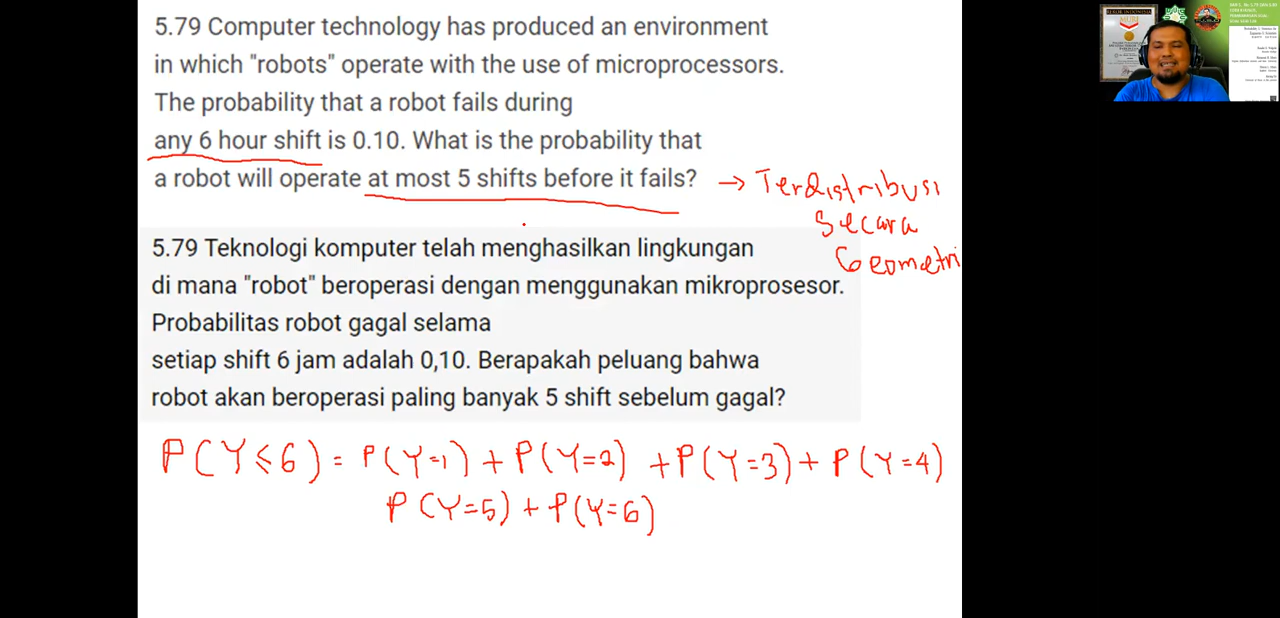 5.79 Computer technology has produced an environment
in which "robots" operate with the use of microprocessors.
The probability that a robot fails during
any 6 hour shift is 0.10. What is the probability that
a robot will operate at most 5 shifts before it fails?
→ Terdistribusi
Secara
Geometri
5.79 Teknologi komputer telah menghasilkan lingkungan
di mana "robot" beroperasi dengan menggunakan mikroprosesor.
Probabilitas robot gagal selama
setiap shift 6 jam adalah 0,10. Berapakah peluang bahwa
robot akan beroperasi paling banyak 5 shift sebelum gagal?
P(Y≤6) = P(Y=1) + P(Y=2) + P(Y=3) + P(Y=4)
P(Y=5) + P(Y=6)
MURI